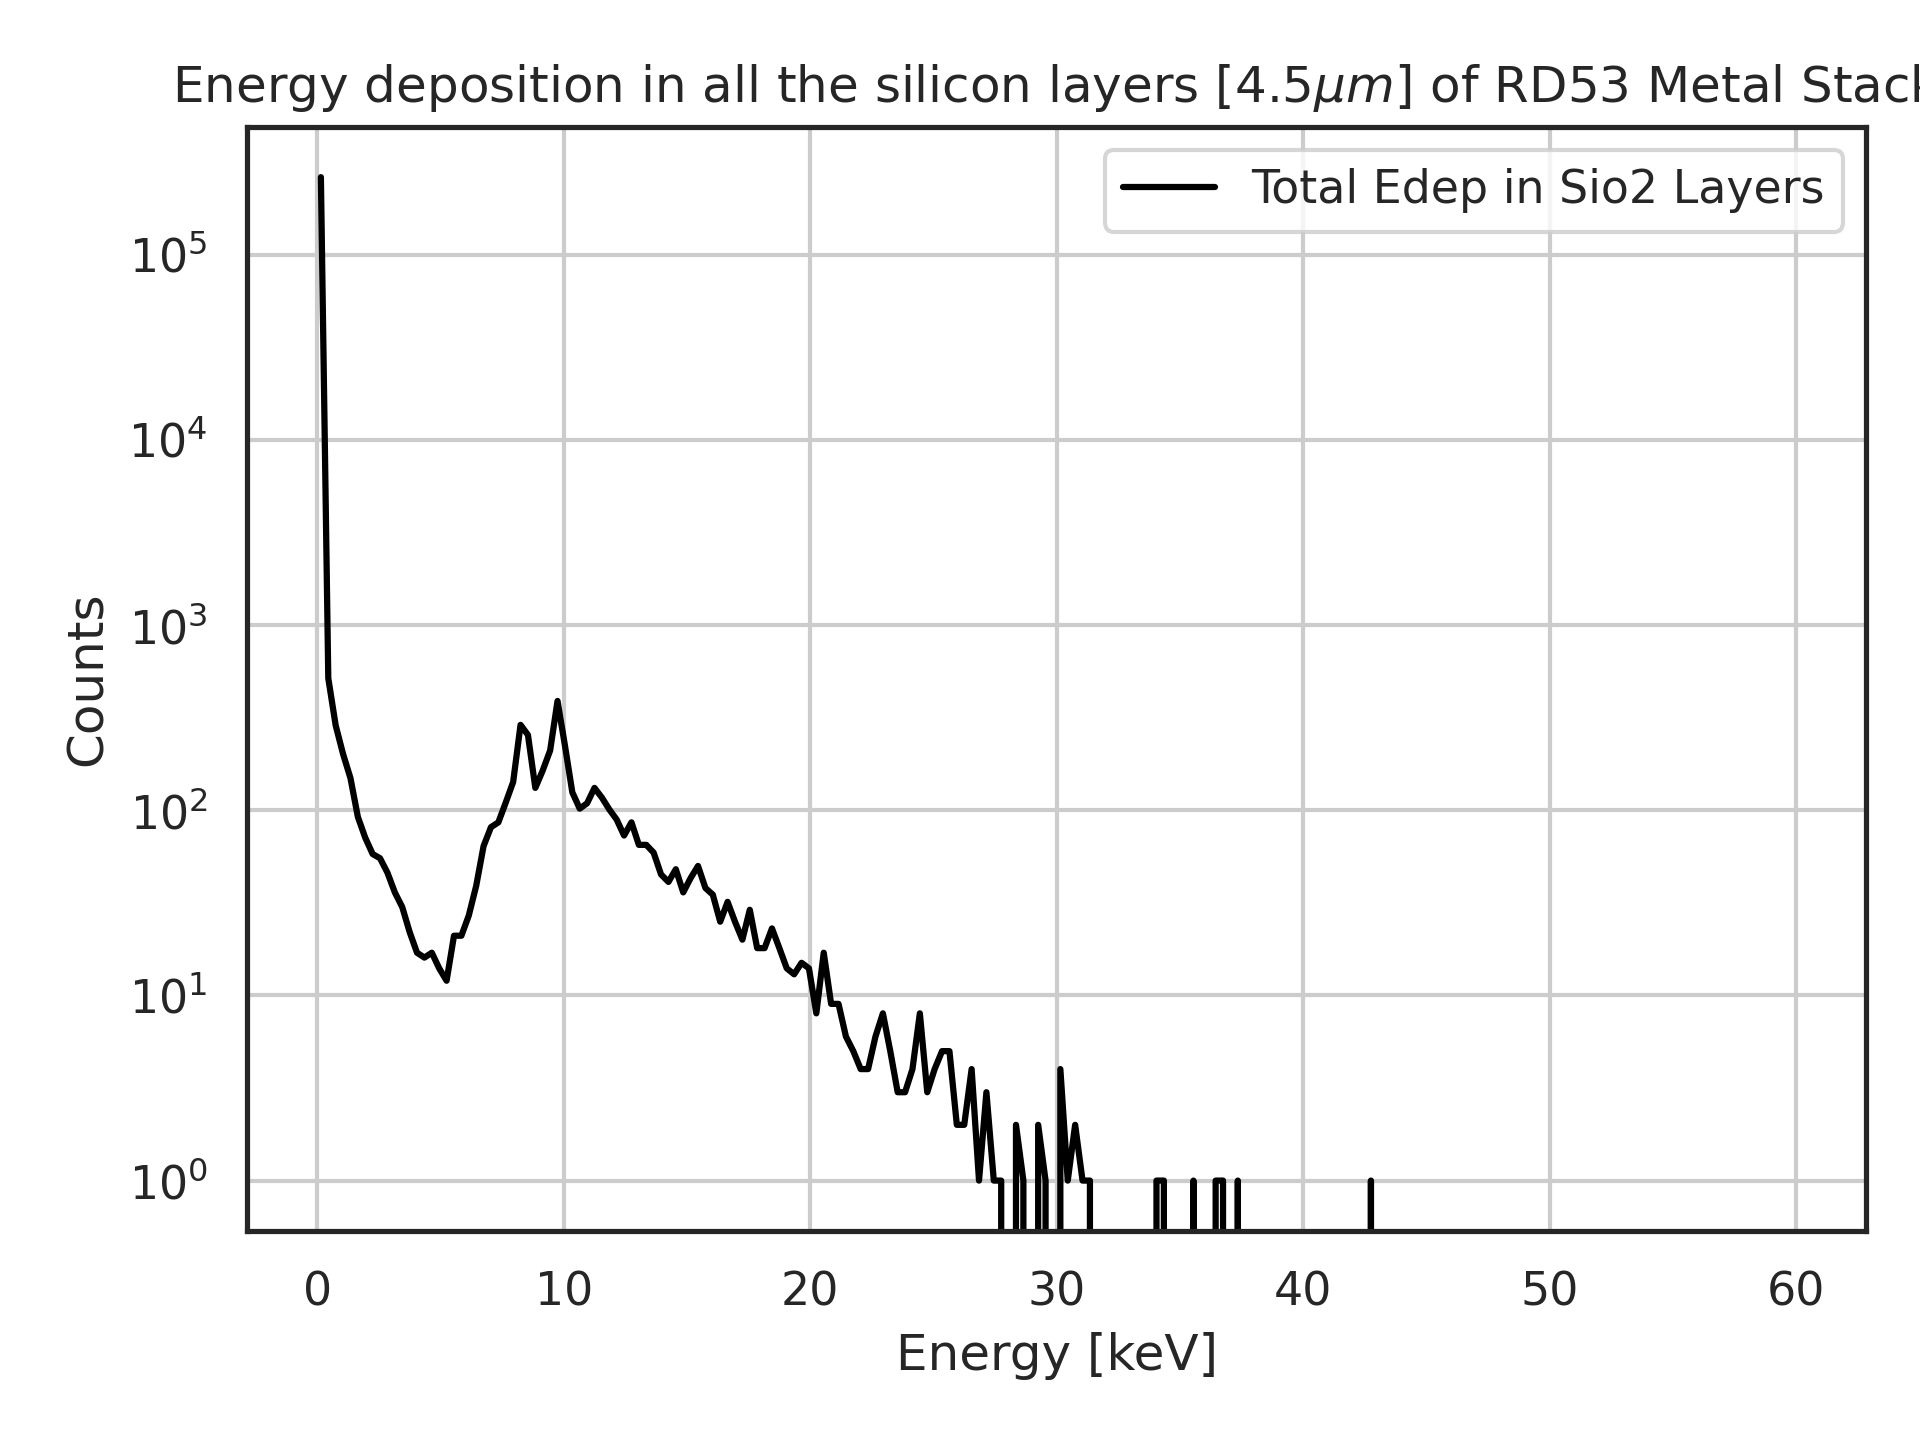 Energy deposition in all the silicon layers [4.5μm] of RD53 Metal
Total Edep in Sio2 Layers
10⁵
10⁴
10³
10²
10¹
10⁰
Counts
0 10 20 30 40 50 60
Energy [keV]